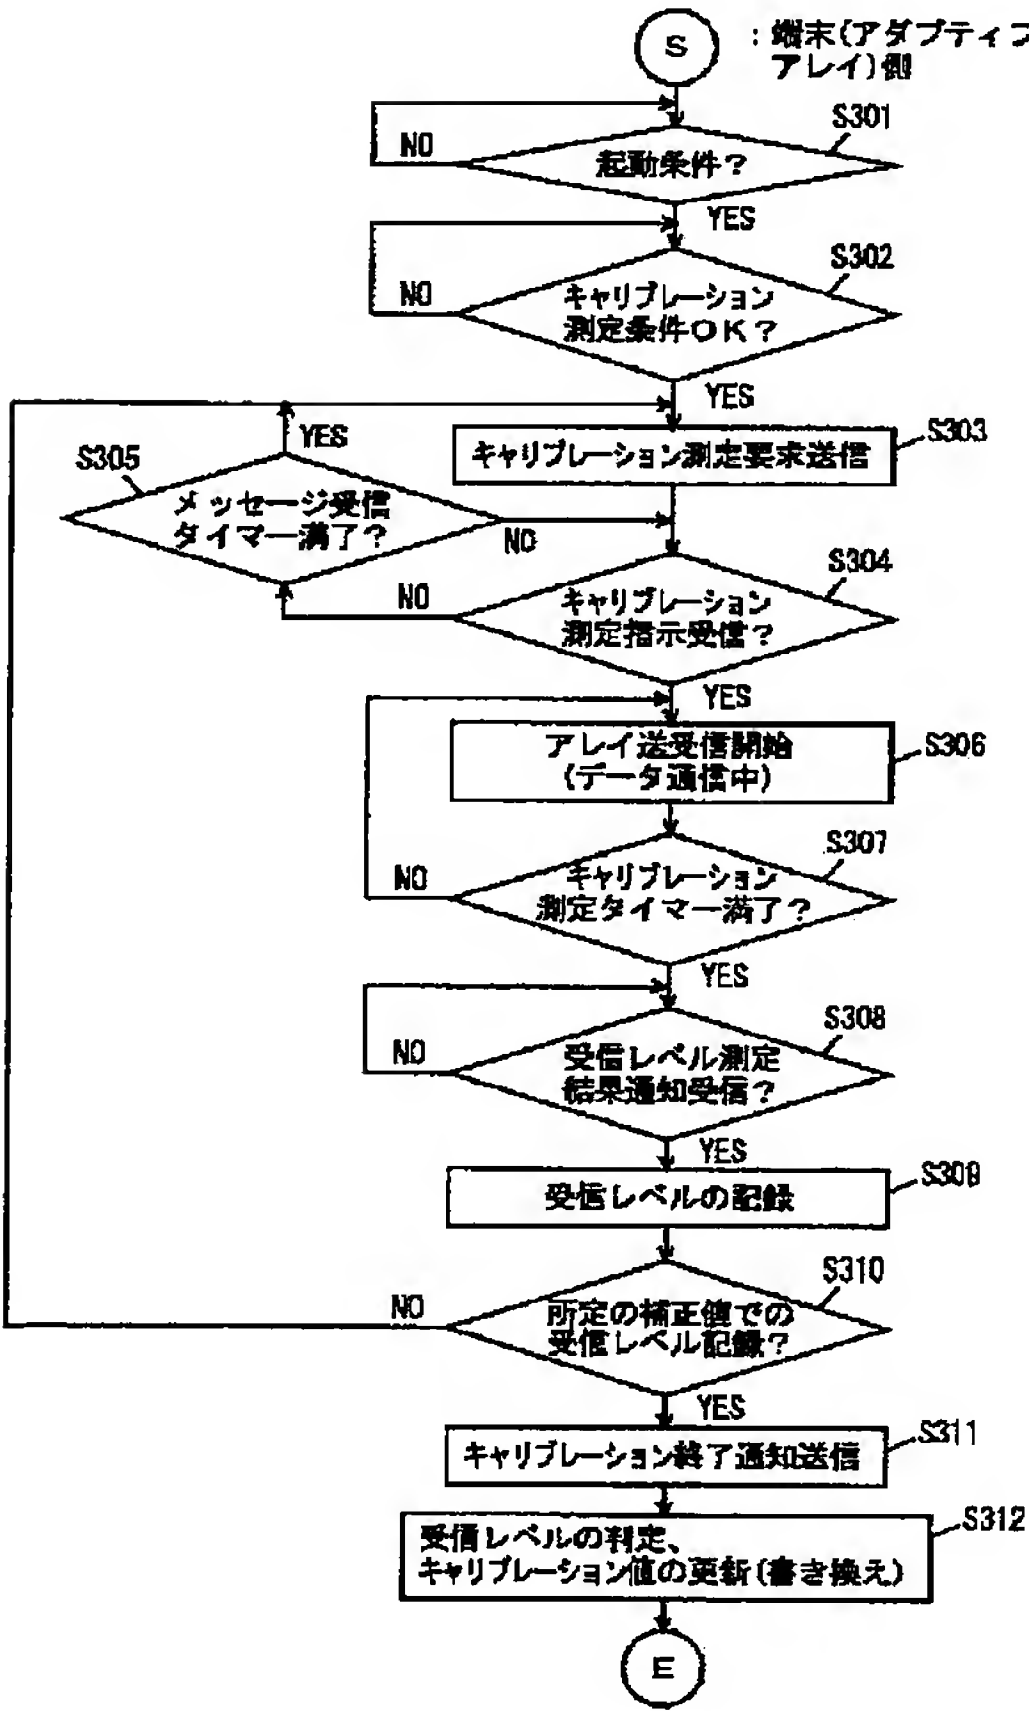 S
：端末(アダプティブ
アレイ)側
S301
起動条件？
NO
YES
S302
キャリブレーション
測定条件OK？
NO
YES
S303
キャリブレーション測定要求送信
S305
YES
メッセージ受信
タイマー満了？
NO
S304
キャリブレーション
測定指示受信？
NO
YES
S306
アレイ送受信開始
(データ通信中)
S307
キャリブレーション
測定タイマー満了？
NO
YES
S308
受信レベル測定
結果通知受信？
NO
YES
S309
受信レベルの記録
S310
所定の補正値での
受信レベル記録？
NO
YES
S311
キャリブレーション終了通知送信
S312
受信レベルの判定、
キャリブレーション値の更新(書き換え)
E